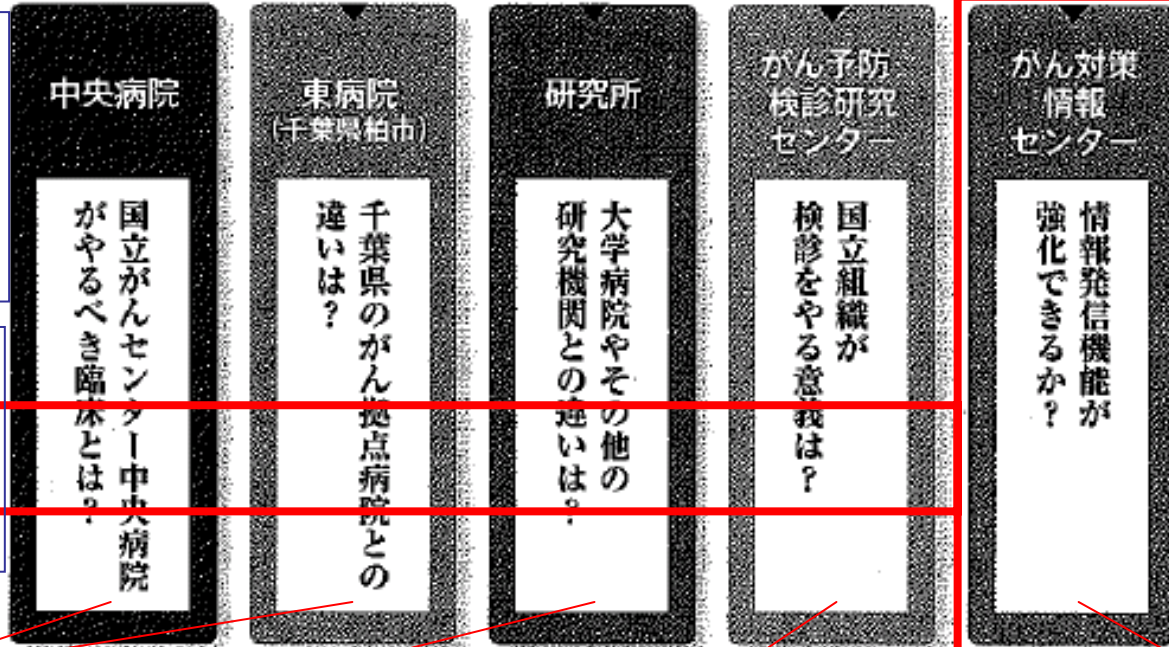 中央病院
国立がんセンター中央病院
がやるべき臨床とは?
東病院
(千葉県柏市)
千葉県のがん拠点病院との
違いは?
研究所
大学病院やその他の
研究機関との違いは?
がん予防
検診研究
センター
国立組織が
検診をやる意義は?
がん対策
情報
センター
情報発信機能が
強化できるか?